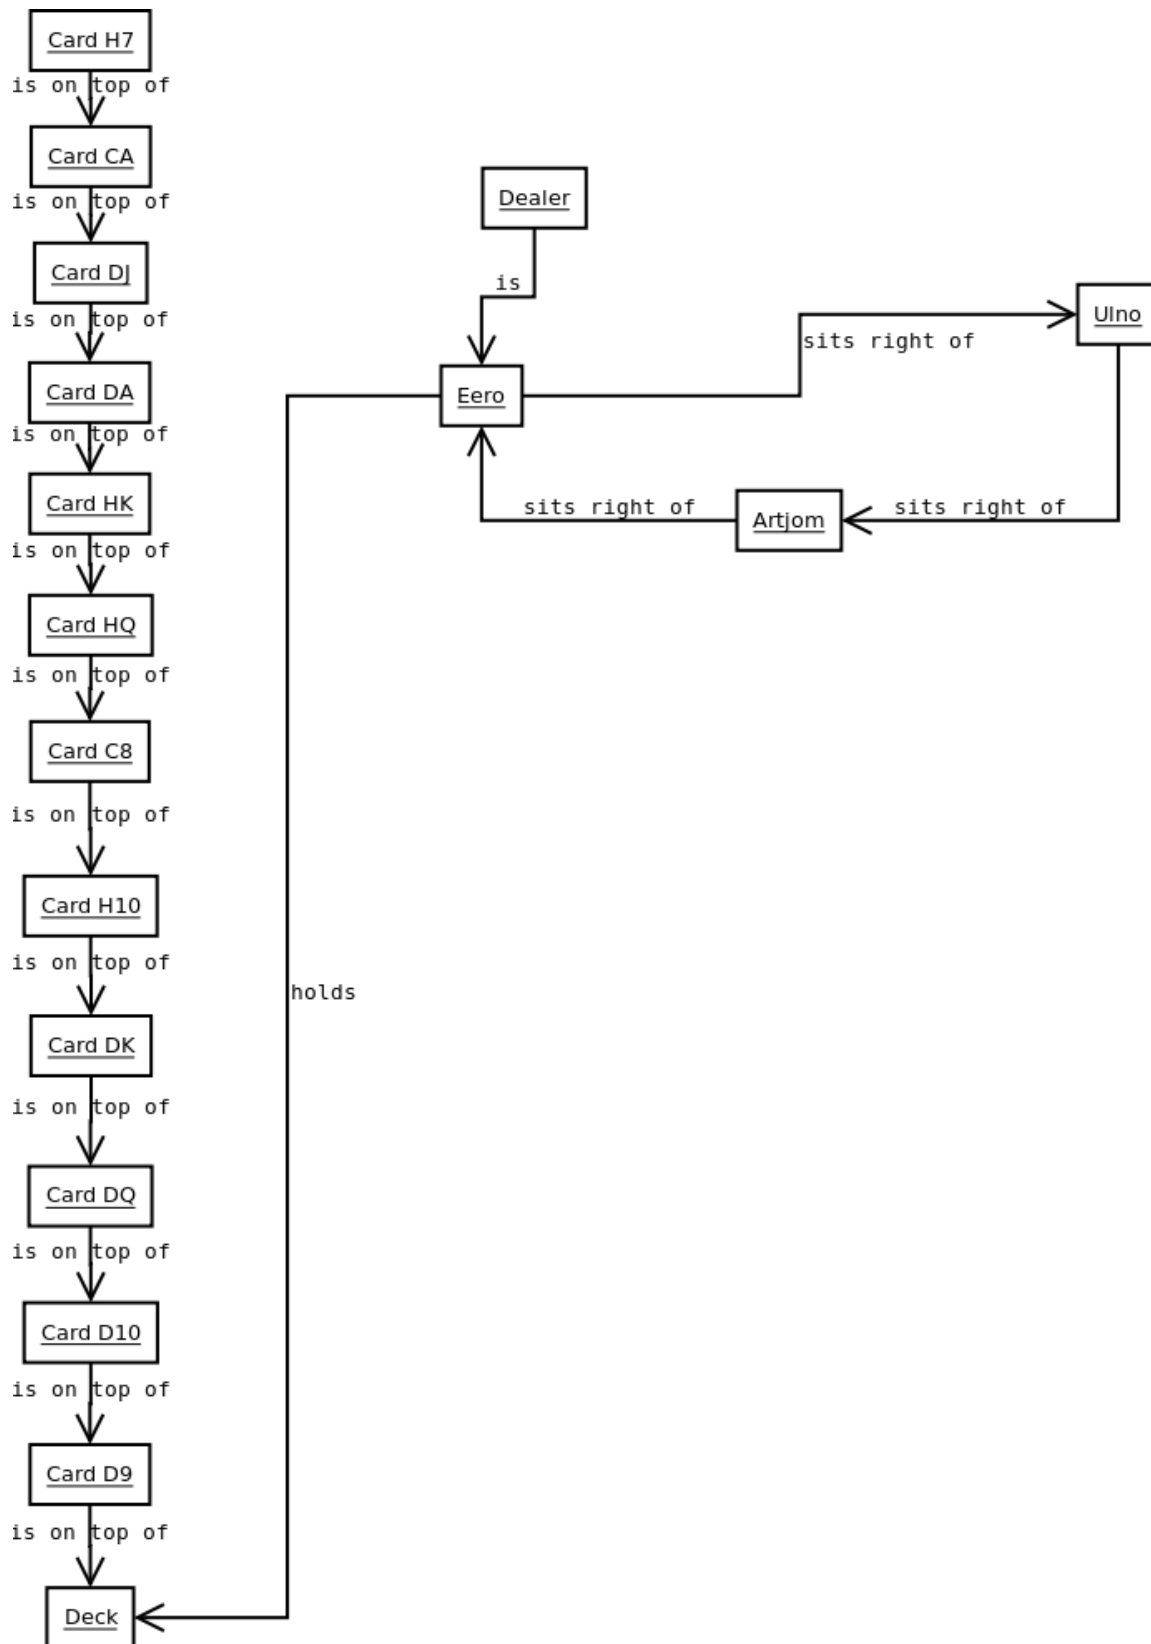 Card H7
is on top of
Card CA
is on top of
Card DJ
is on top of
Card DA
is on top of
Card HK
is on top of
Card HQ
is on top of
Card C8
is on top of
Card H10
is on top of
Card DK
is on top of
Card DQ
is on top of
Card D10
is on top of
Card D9
is on top of
Deck
holds
Dealer
is
Eero
sits right of
Ulno
sits right of
Artjom
sits right of